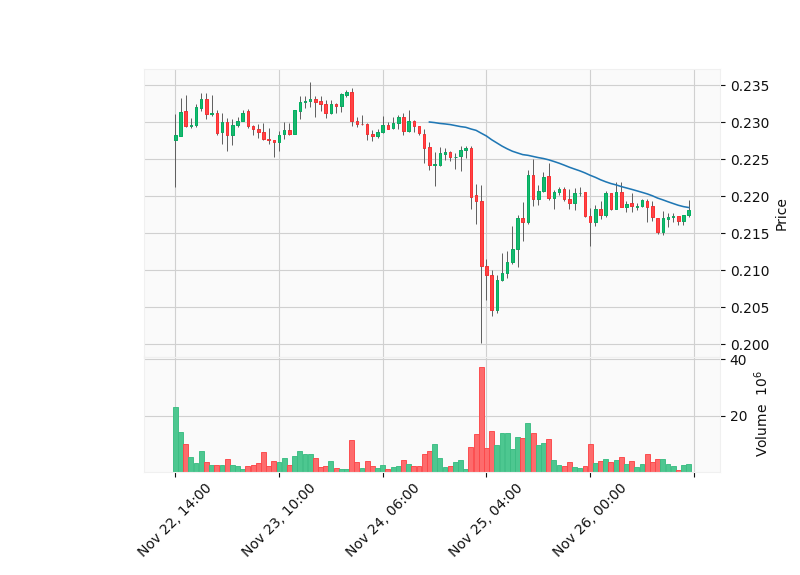 0.235
0.230
0.225
0.220
0.215
0.210
0.205
0.200
Price
40
20
Volume 10^6
Nov 22, 14:00
Nov 23, 10:00
Nov 24, 06:00
Nov 25, 04:00
Nov 26, 00:00